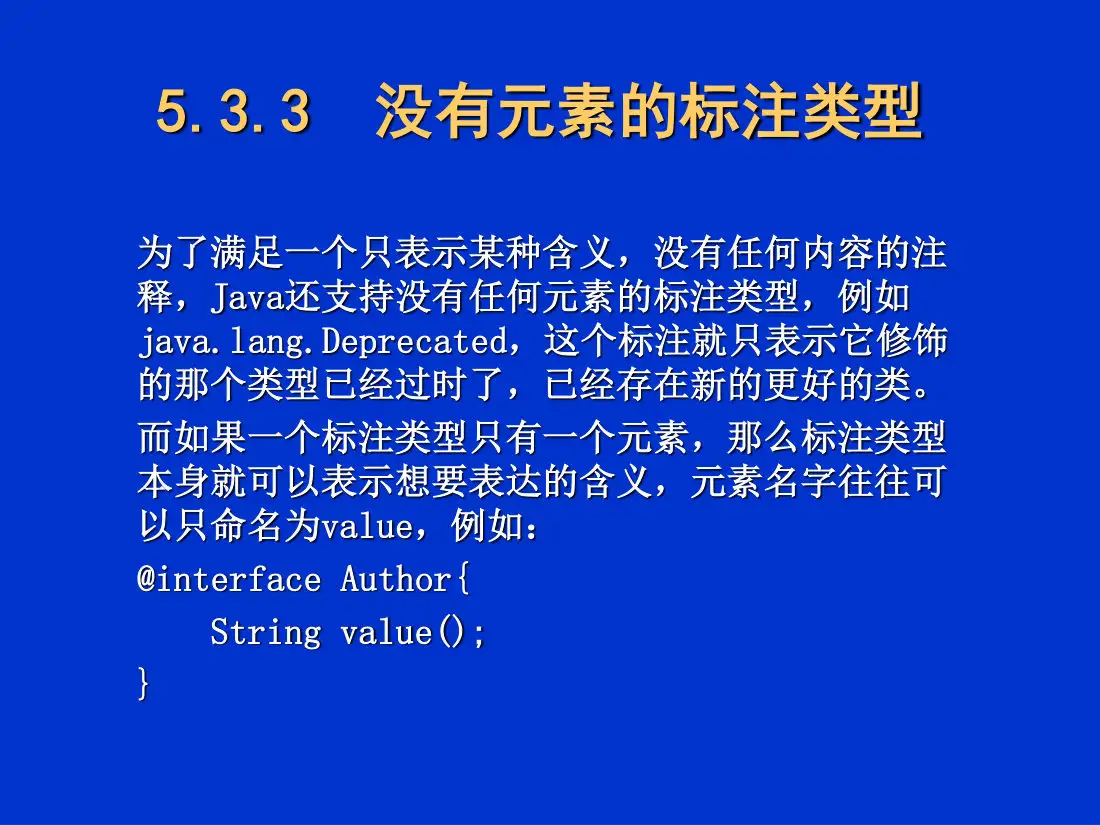 5.3.3　没有元素的标注类型
为了满足一个只表示某种含义，没有任何内容的注
释，Java还支持没有任何元素的标注类型，例如
java.lang.Deprecated，这个标注就只表示它修饰
的那个类型已经过时了，已经存在新的更好的类。
而如果一个标注类型只有一个元素，那么标注类型
本身就可以表示想要表达的含义，元素名字往往可
以只命名为value，例如：
@interface Author{
    String value();
}